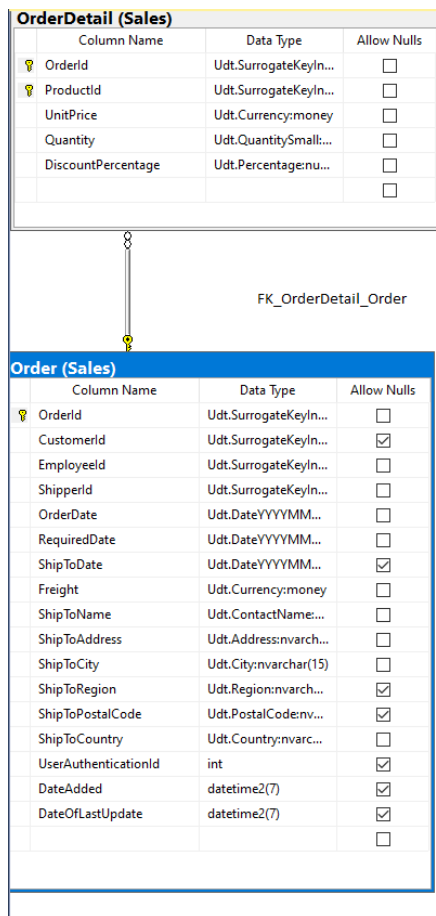 OrderDetail (Sales)
Column Name Data Type Allow Nulls
OrderId Udt.SurrogateKeyIn...
ProductId Udt.SurrogateKeyIn...
UnitPrice Udt.Currency:money
Quantity Udt.QuantitySmall:...
DiscountPercentage Udt.Percentage:nu...
FK_OrderDetail_Order
Order (Sales)
Column Name Data Type Allow Nulls
OrderId Udt.SurrogateKeyIn...
CustomerId Udt.SurrogateKeyIn...
EmployeeId Udt.SurrogateKeyIn...
ShipperId Udt.SurrogateKeyIn...
OrderDate Udt.DateYYYYMM...
RequiredDate Udt.DateYYYYMM...
ShipToDate Udt.DateYYYYMM...
Freight Udt.Currency:money
ShipToName Udt.ContactName:...
ShipToAddress Udt.Address:nvarch...
ShipToCity Udt.City:nvarchar(15)
ShipToRegion Udt.Region:nvarch...
ShipToPostalCode Udt.PostalCode:nv...
ShipToCountry Udt.Country:nvarc...
UserAuthenticationId int
DateAdded datetime2(7)
DateOfLastUpdate datetime2(7)